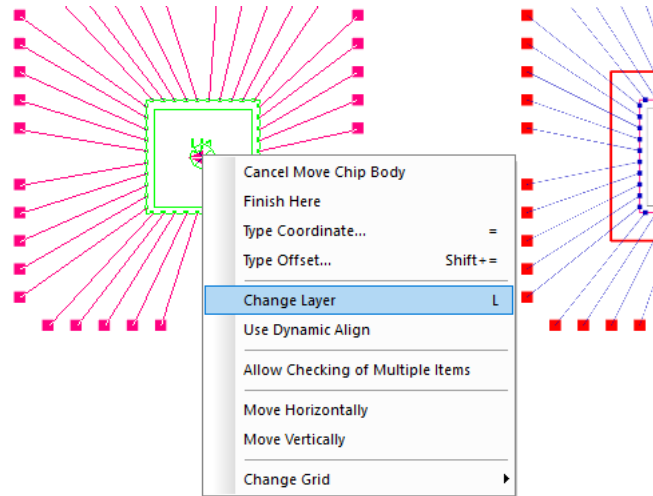 Cancel Move Chip Body
Finish Here
Type Coordinate... =
Type Offset... Shift+=
Change Layer L
Use Dynamic Align
Allow Checking of Multiple Items
Move Horizontally
Move Vertically
Change Grid